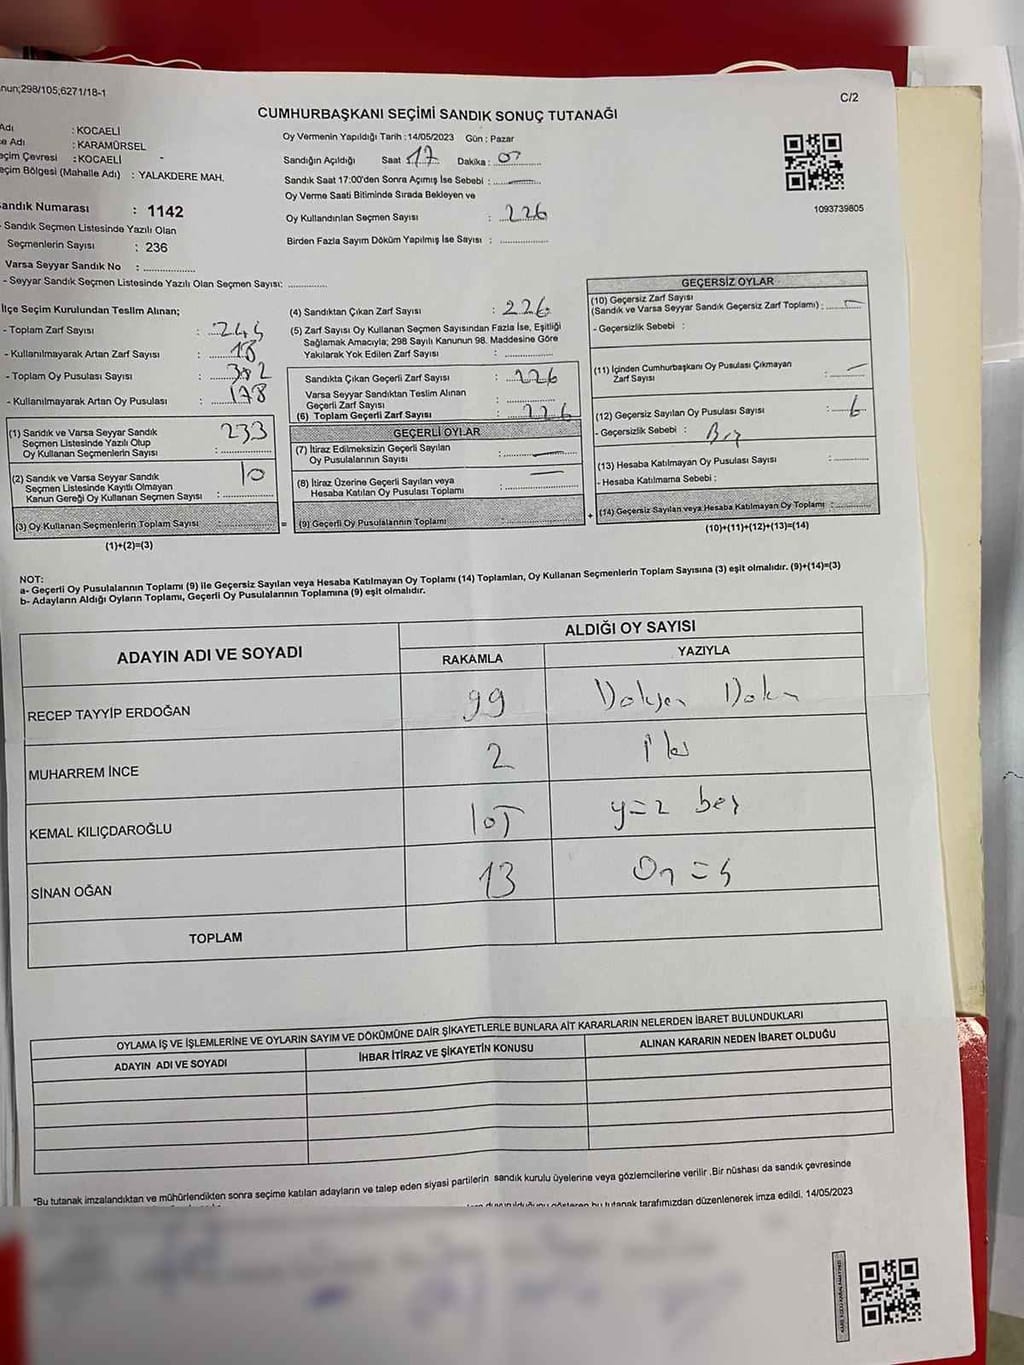 nun;298/105;6271/18-1
C/2
CUMHURBAŞKANI SEÇİMİ SANDIK SONUÇ TUTANAĞI
Adı : KOCAELİ
e Adı : KARAMÜRSEL
eçim Çevresi : KOCAELİ -
eçim Bölgesi (Mahalle Adı) : YALAKDERE MAH.
andık Numarası : 1142
- Sandık Seçmen Listesinde Yazılı Olan
Seçmenlerin Sayısı : 236
Varsa Seyyar Sandık No : ..................
- Seyyar Sandık Seçmen Listesinde Yazılı Olan Seçmen Sayısı: .............
Oy Vermenin Yapıldığı Tarih : 14/05/2023 Gün : Pazar
Sandığın Açıldığı Saat 17 Dakika :
Sandık Saat 17:00'den Sonra Açımış İse Sebebi :
Oy Verme Saati Bitiminde Sırada Bekleyen ve
Oy Kullandırılan Seçmen Sayısı : 226
Birden Fazla Sayım Döküm Yapılmış İse Sayısı : ................
1093739805
İlçe Seçim Kurulundan Teslim Alınan;
- Toplam Zarf Sayısı :
- Kullanılmayarak Artan Zarf Sayısı : 18
- Toplam Oy Pusulası Sayısı :
- Kullanılmayarak Artan Oy Pusulası : 178
(1) Sandık ve Varsa Seyyar Sandık
Seçmen Listesinde Yazılı Olup
Oy Kullanan Seçmenlerin Sayısı : 233
(2) Sandık ve Varsa Seyyar Sandık
Seçmen Listesinde Kayıtlı Olmayan
Kanun Gereği Oy Kullanan Seçmen Sayısı : 10
(3) Oy Kullanan Seçmenlerin Toplam Sayısı : =
(1)+(2)=(3)
(4) Sandıktan Çıkan Zarf Sayısı : 226
(5) Zarf Sayısı Oy Kullanan Seçmen Sayısından Fazla İse, Eşitliği
Sağlamak Amacıyla; 298 Sayılı Kanunun 98. Maddesine Göre
Yakılarak Yok Edilen Zarf Sayısı :
Sandıkta Çıkan Geçerli Zarf Sayısı : 226
Varsa Seyyar Sandıktan Teslim Alınan
Geçerli Zarf Sayısı :
(6) Toplam Geçerli Zarf Sayısı : 226
GEÇERLİ OYLAR
(7) İtiraz Edilmeksizin Geçerli Sayılan
Oy Pusulalarının Sayısı :
(8) İtiraz Üzerine Geçerli Sayılan veya
Hesaba Katılan Oy Pusulası Toplamı :
(9) Geçerli Oy Pusulalarının Toplamı : +
GEÇERSİZ OYLAR
(10) Geçersiz Zarf Sayısı
(Sandık ve Varsa Seyyar Sandık Geçersiz Zarf Toplamı) :
- Geçersizlik Sebebi :
(11) İçinden Cumhurbaşkanı Oy Pusulası Çıkmayan
Zarf Sayısı :
(12) Geçersiz Sayılan Oy Pusulası Sayısı :
- Geçersizlik Sebebi :
(13) Hesaba Katılmayan Oy Pusulası Sayısı :
- Hesaba Katılmama Sebebi :
(14) Geçersiz Sayılan veya Hesaba Katılmayan Oy Toplamı :
(10)+(11)+(12)+(13)=(14)
NOT:
a- Geçerli Oy Pusulalarının Toplamı (9) ile Geçersiz Sayılan veya Hesaba Katılmayan Oy Toplamı (14) Toplamları, Oy Kullanan Seçmenlerin Toplam Sayısına (3) eşit olmalıdır. (9)+(14)=(3)
b- Adayların Aldığı Oyların Toplamı, Geçerli Oy Pusulalarının Toplamına (9) eşit olmalıdır.
ADAYIN ADI VE SOYADI
ALDIĞI OY SAYISI
RAKAMLA YAZIYLA
RECEP TAYYİP ERDOĞAN 99 Doksan Dokuz
MUHARREM İNCE 2 iki
KEMAL KILIÇDAROĞLU 105 yüz beş
SİNAN OĞAN 13 On üç
TOPLAM
OYLAMA İŞ VE İŞLEMLERİNE VE OYLARIN SAYIM VE DÖKÜMÜNE DAİR ŞİKAYETLERLE BUNLARA AİT KARARLARIN NELERDEN İBARET BULUNDUKLARI
ADAYIN ADI VE SOYADI İHBAR İTİRAZ VE ŞİKAYETİN KONUSU ALINAN KARARIN NEDEN İBARET OLDUĞU
*Bu tutanak imzalandıktan ve mühürlendikten sonra seçime katılan adayların ve talep eden siyasi partilerin sandık kurulu üyelerine veya gözlemcilerine verilir .Bir nüshası da sandık çevresinde
bu tutanak tarafımızdan düzenlenerek imza edildi. 14/05/2023